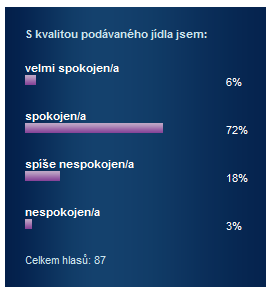 S kvalitou podávaného jídla jsem:
velmi spokojen/a
6%
spokojen/a
72%
spíše nespokojen/a
18%
nespokojen/a
3%
Celkem hlasů: 87